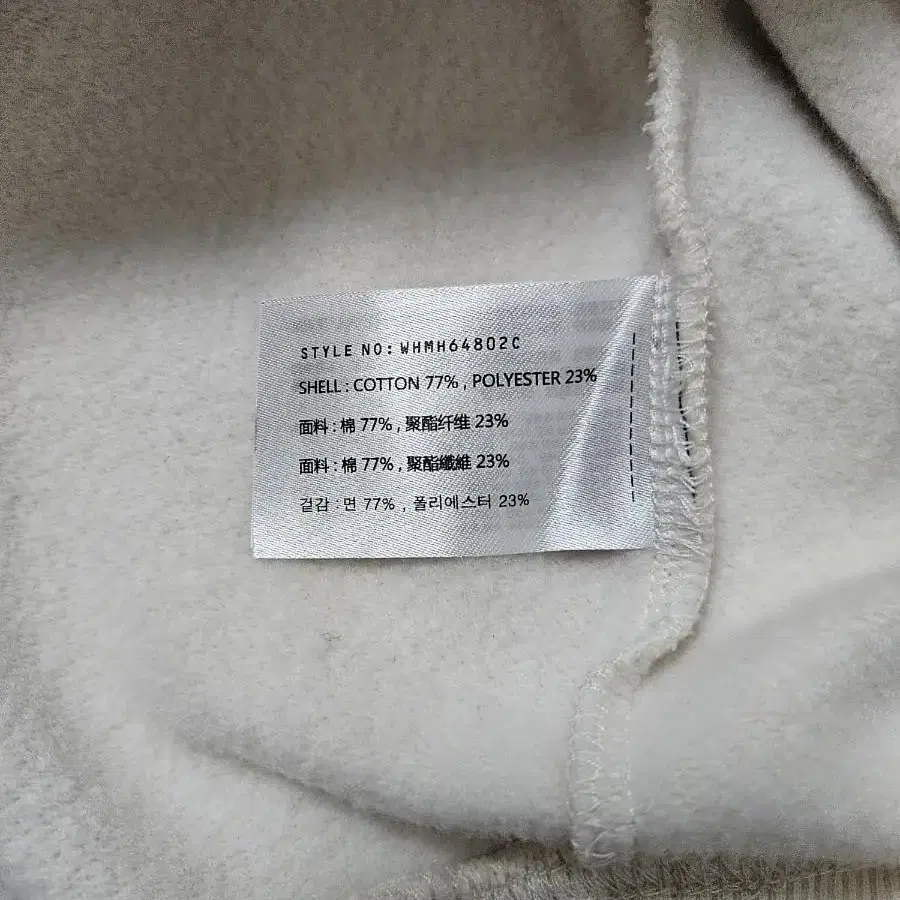 STYLE NO: WHMH64802C
SHELL : COTTON 77% , POLYESTER 23%
面料 : 棉 77% , 聚酯纤维 23%
面料 : 棉 77% , 聚酯纖維 23%
겉감 : 면 77% , 폴리에스터 23%